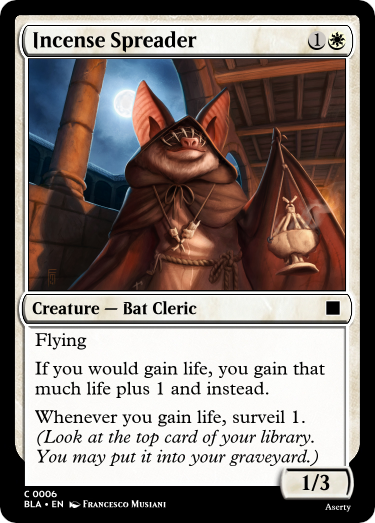 Incense Spreader
1
Creature — Bat Cleric
Flying
If you would gain life, you gain that
much life plus 1 and instead.
Whenever you gain life, surveil 1.
(Look at the top card of your library.
You may put it into your graveyard.)
1/3
C 0006
BLA • EN Francesco Musiani
Aserty